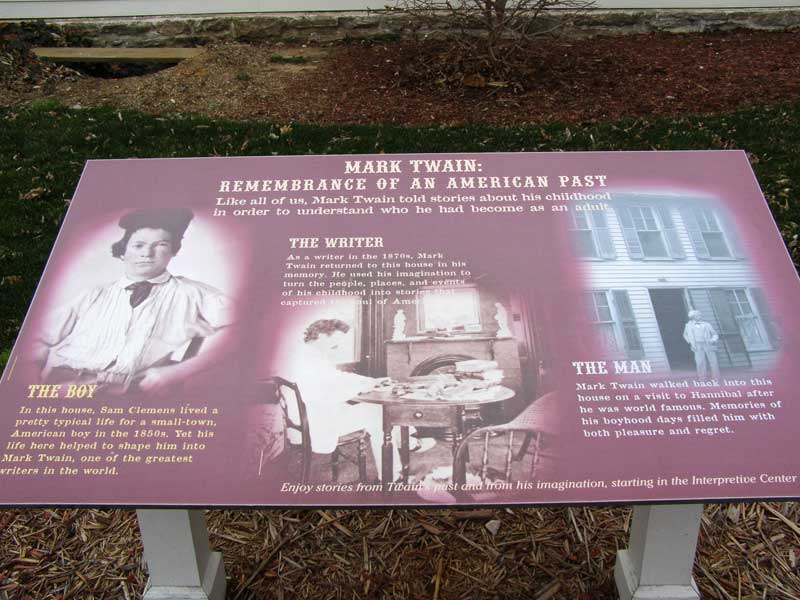 MARK TWAIN:
REMEMBRANCE OF AN AMERICAN PAST
Like all of us, Mark Twain told stories about his childhood
in order to understand who he had become as an adult.
THE WRITER
As a writer in the 1870s, Mark
Twain returned to this house in his
memory. He used his imagination to
turn the people, places, and events
of his childhood into stories that
captured the soul of
THE BOY
In this house, Sam Clemens lived a
pretty typical life for a small-town,
American boy in the 1850s. Yet his
life here helped to shape him into
Mark Twain, one of the greatest
writers in the world.
THE MAN
Mark Twain walked back into this
house on a visit to Hannibal after
he was world famous. Memories of
his boyhood days filled him with
both pleasure and regret.
Enjoy stories from Twain's past and from his imagination, starting in the Interpretive Center